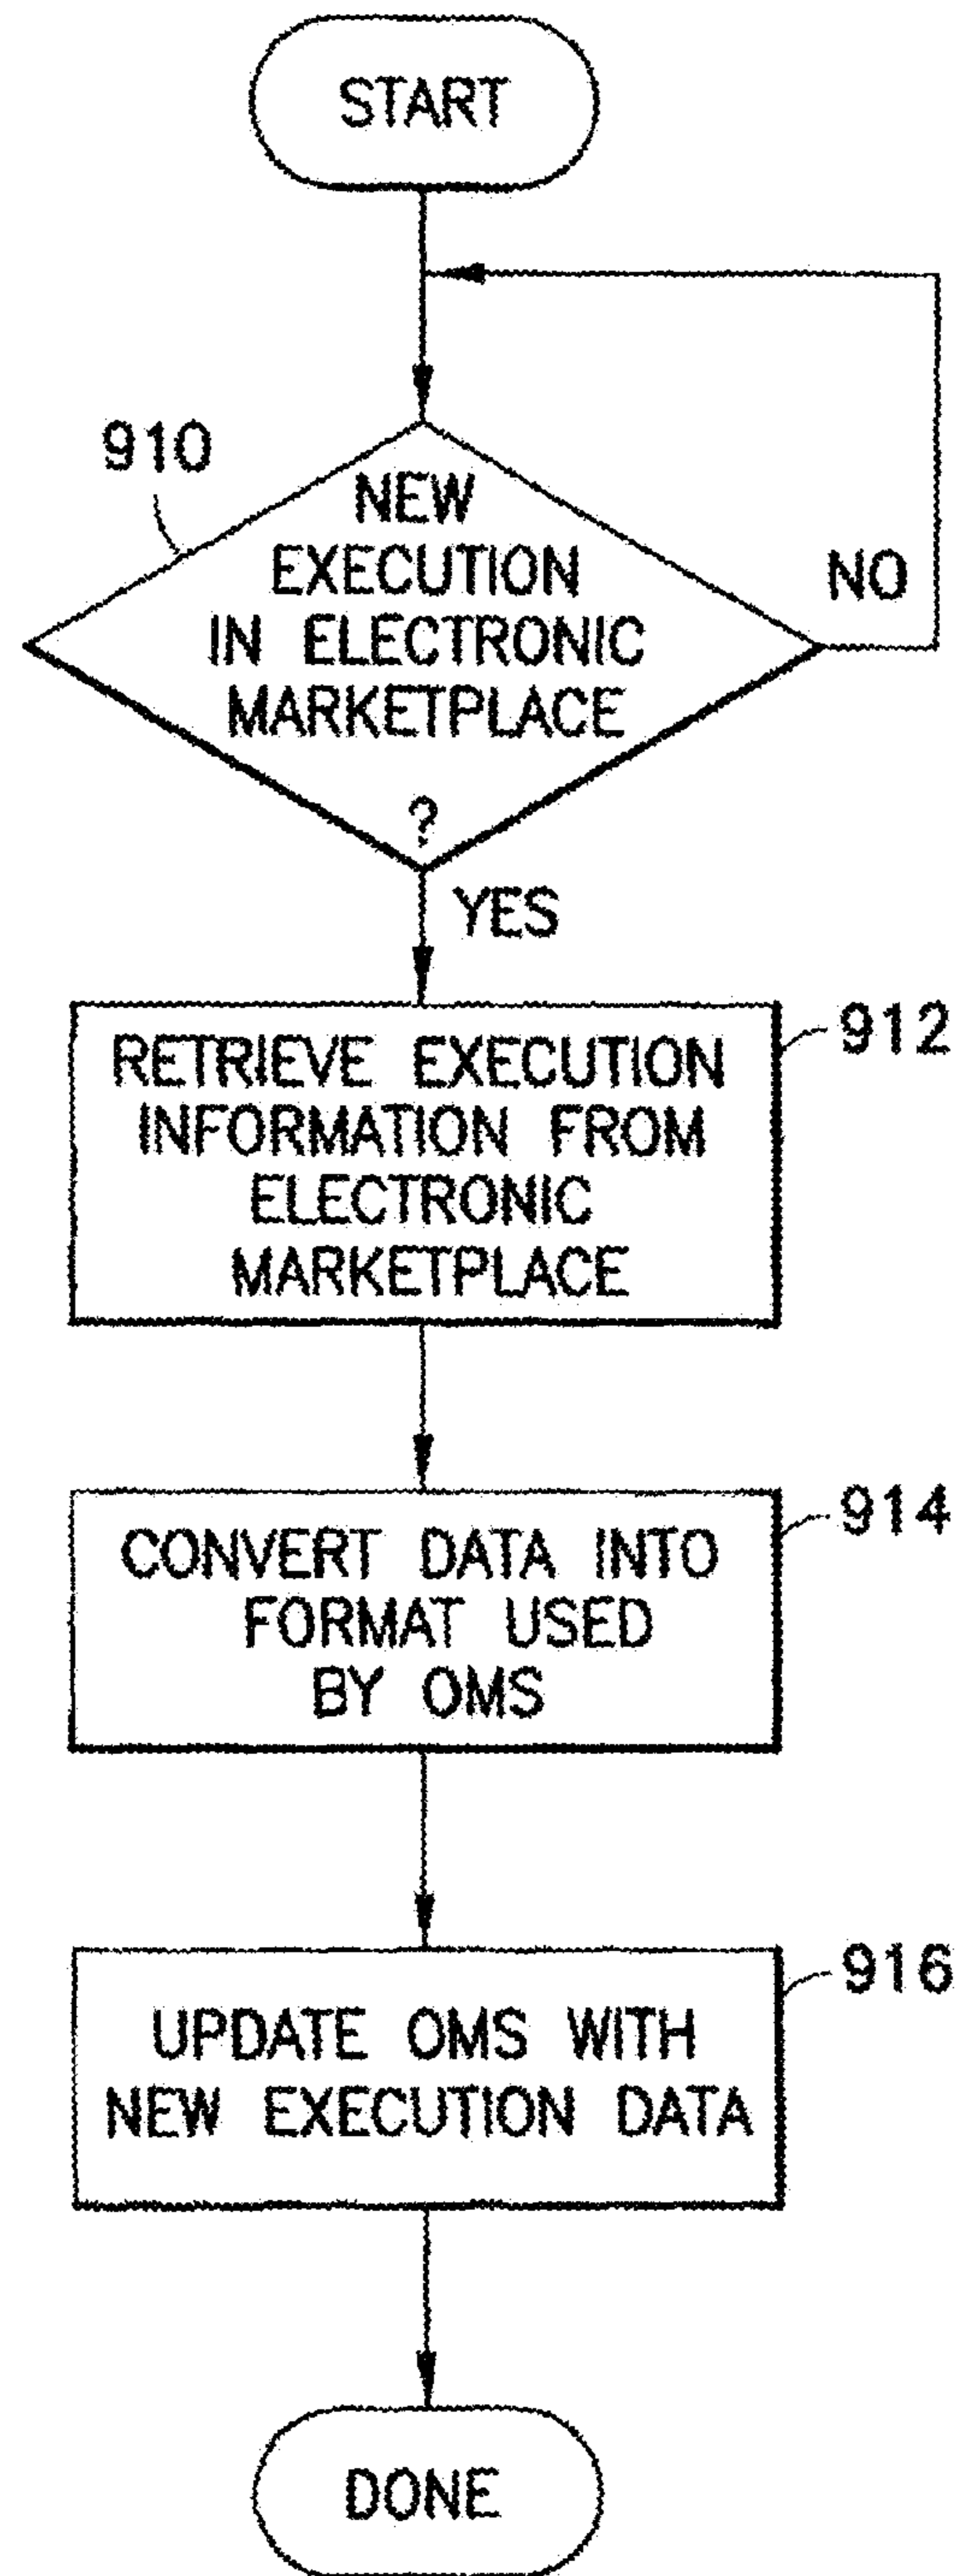 START
910
NEW
EXECUTION
IN ELECTRONIC
MARKETPLACE
?
NO
YES
912
RETRIEVE EXECUTION
INFORMATION FROM
ELECTRONIC
MARKETPLACE
914
CONVERT DATA INTO
FORMAT USED
BY OMS
916
UPDATE OMS WITH
NEW EXECUTION DATA
DONE